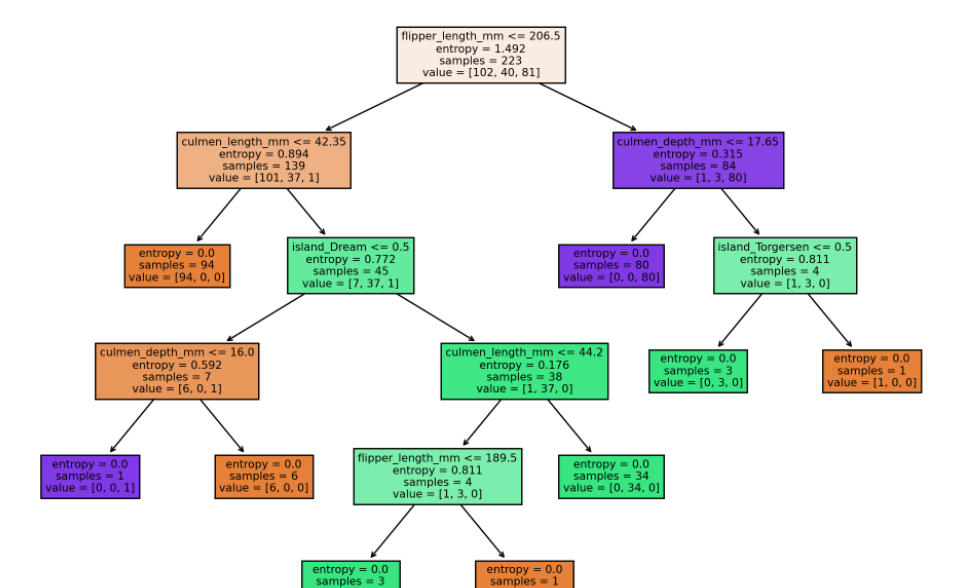 flipper_length_mm <= 206.5
entropy = 1.492
samples = 223
value = [102, 40, 81]
culmen_length_mm <= 42.35
entropy = 0.894
samples = 139
value = [101, 37, 1]
culmen_depth_mm <= 17.65
entropy = 0.315
samples = 84
value = [1, 3, 80]
entropy = 0.0
samples = 94
value = [94, 0, 0]
island_Dream <= 0.5
entropy = 0.772
samples = 45
value = [7, 37, 1]
entropy = 0.0
samples = 80
value = [0, 0, 80]
island_Torgersen <= 0.5
entropy = 0.811
samples = 4
value = [1, 3, 0]
culmen_depth_mm <= 16.0
entropy = 0.592
samples = 7
value = [6, 0, 1]
culmen_length_mm <= 44.2
entropy = 0.176
samples = 38
value = [1, 37, 0]
entropy = 0.0
samples = 3
value = [0, 3, 0]
entropy = 0.0
samples = 1
value = [1, 0, 0]
entropy = 0.0
samples = 1
value = [0, 0, 1]
entropy = 0.0
samples = 6
value = [6, 0, 0]
flipper_length_mm <= 189.5
entropy = 0.811
samples = 4
value = [1, 3, 0]
entropy = 0.0
samples = 34
value = [0, 34, 0]
entropy = 0.0
samples = 3
entropy = 0.0
samples = 1